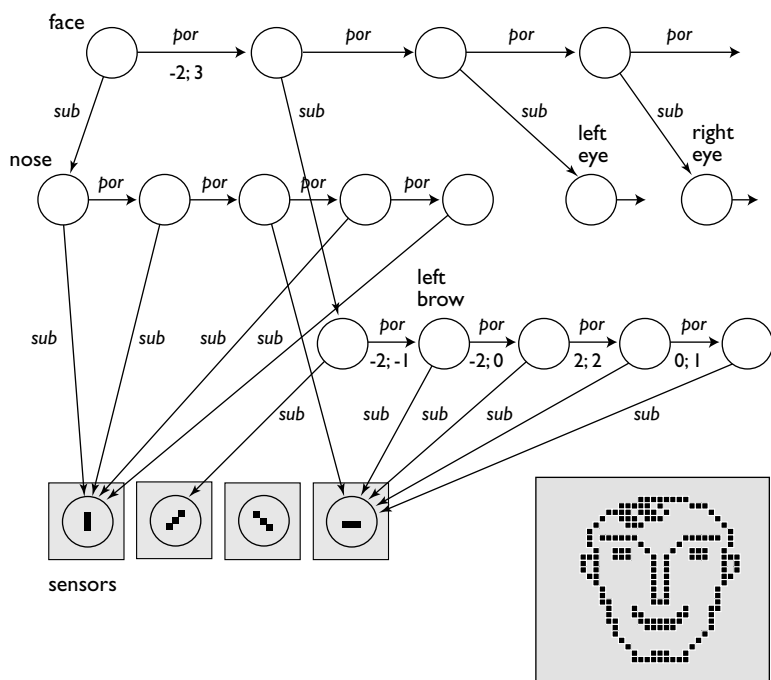 face
por
por
por
por
-2; 3
sub
sub
sub
sub
left
eye
right
eye
nose
por
por
por
por
left
brow
sub
sub
sub
sub
por
por
por
por
-2; -1
-2; 0
2; 2
0; 1
sub
sub
sub
sub
sub
sensors